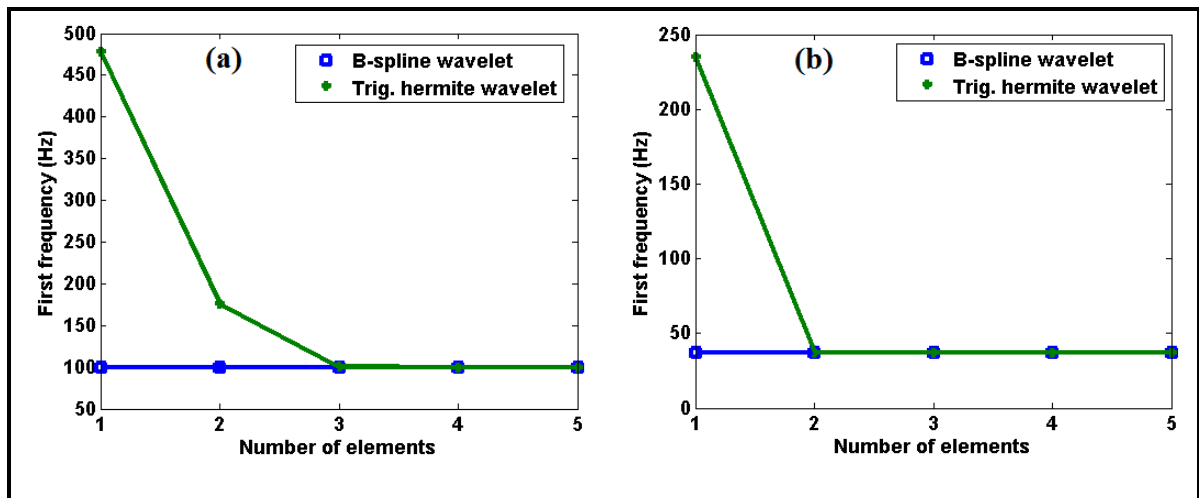 (a)
B-spline wavelet
Trig. hermite wavelet
First frequency (Hz)
500
450
400
350
300
250
200
150
100
50
1 2 3 4 5
Number of elements
(b)
B-spline wavelet
Trig. hermite wavelet
First frequency (Hz)
250
200
150
100
50
0
1 2 3 4 5
Number of elements